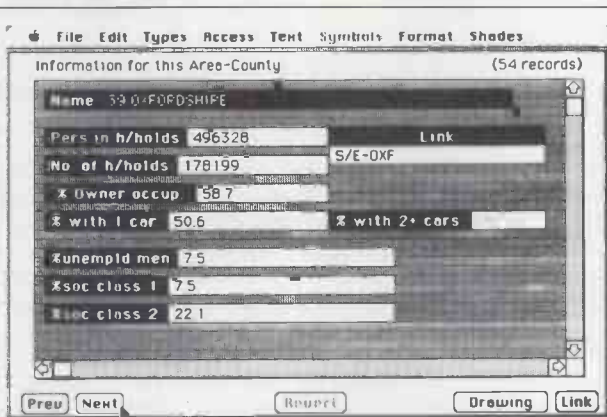 File Edit Types Access Text Symbols Format Shades
Information for this Area-County (54 records)
Name 39 OXFORDSHIRE
Pers in h/holds 496328 Link
No of h/holds 178199 S/E-OXF
% Owner occup 58.7
% with 1 car 50.6 % with 2+ cars
%unempld men 7.5
%soc class 1 7.5
%soc class 2 22.1
Prev Next Revert Drawing Link